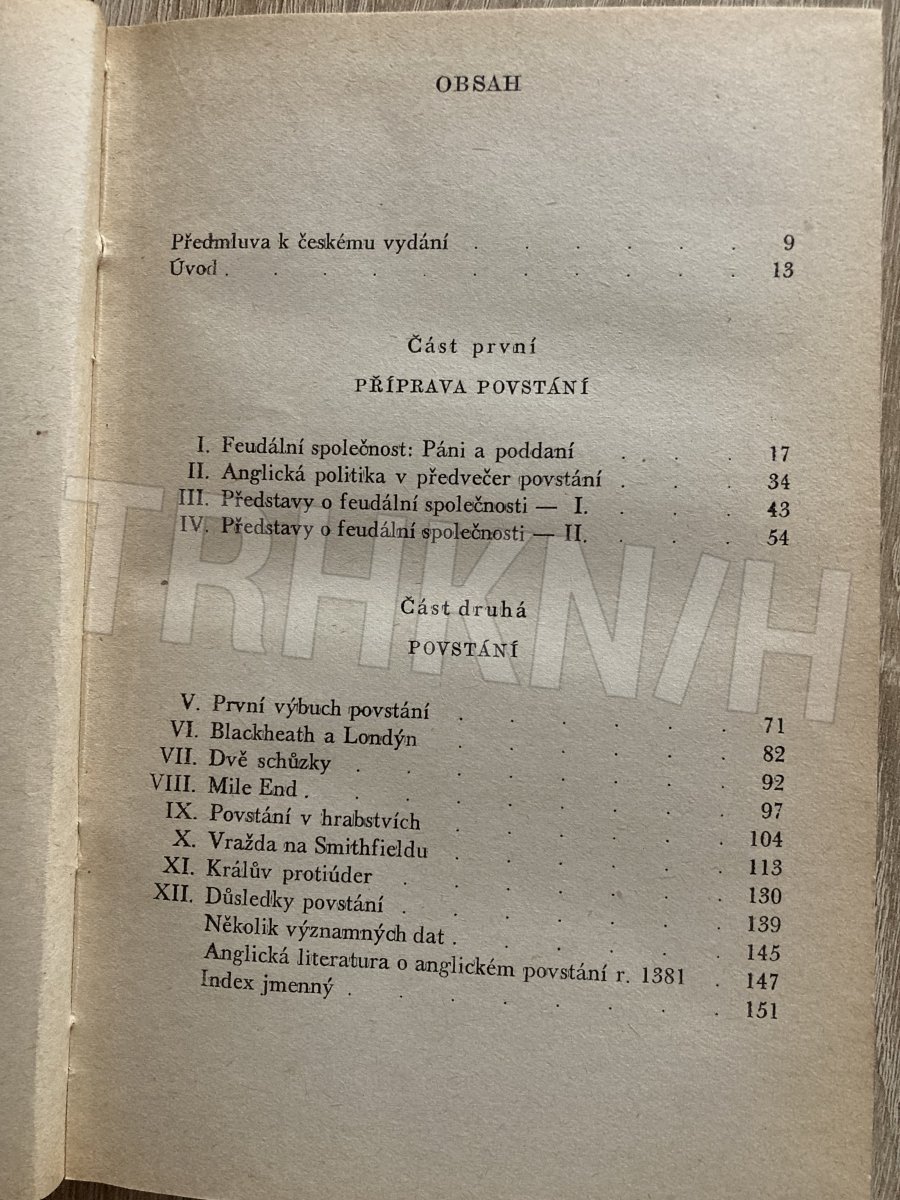 OBSAH
Předmluva k českému vydání . . . . . . 9
Úvod . . . . . . . . . . 13
Část první
PŘÍPRAVA POVSTÁNÍ
I. Feudální společnost: Páni a poddaní . . . 17
II. Anglická politika v předvečer povstání . . . 34
III. Představy o feudální společnosti — I. . . . 43
IV. Představy o feudální společnosti — II. . . . 54
TRHKN/H
Část druhá
POVSTÁNÍ
V. První výbuch povstání . . . . . . 71
VI. Blackheath a Londýn . . . . . . 82
VII. Dvě schůzky . . . . . . . . 92
VIII. Mile End . . . . . . . . . 97
IX. Povstání v hrabstvích . . . . . . 104
X. Vražda na Smithfieldu . . . . . . 113
XI. Králův protiúder . . . . . . . 130
XII. Důsledky povstání . . . . . . . 139
Několik významných dat . . . . . . 145
Anglická literatura o anglickém povstání r. 1381 . 147
Index jmenný . . . . . . . . 151